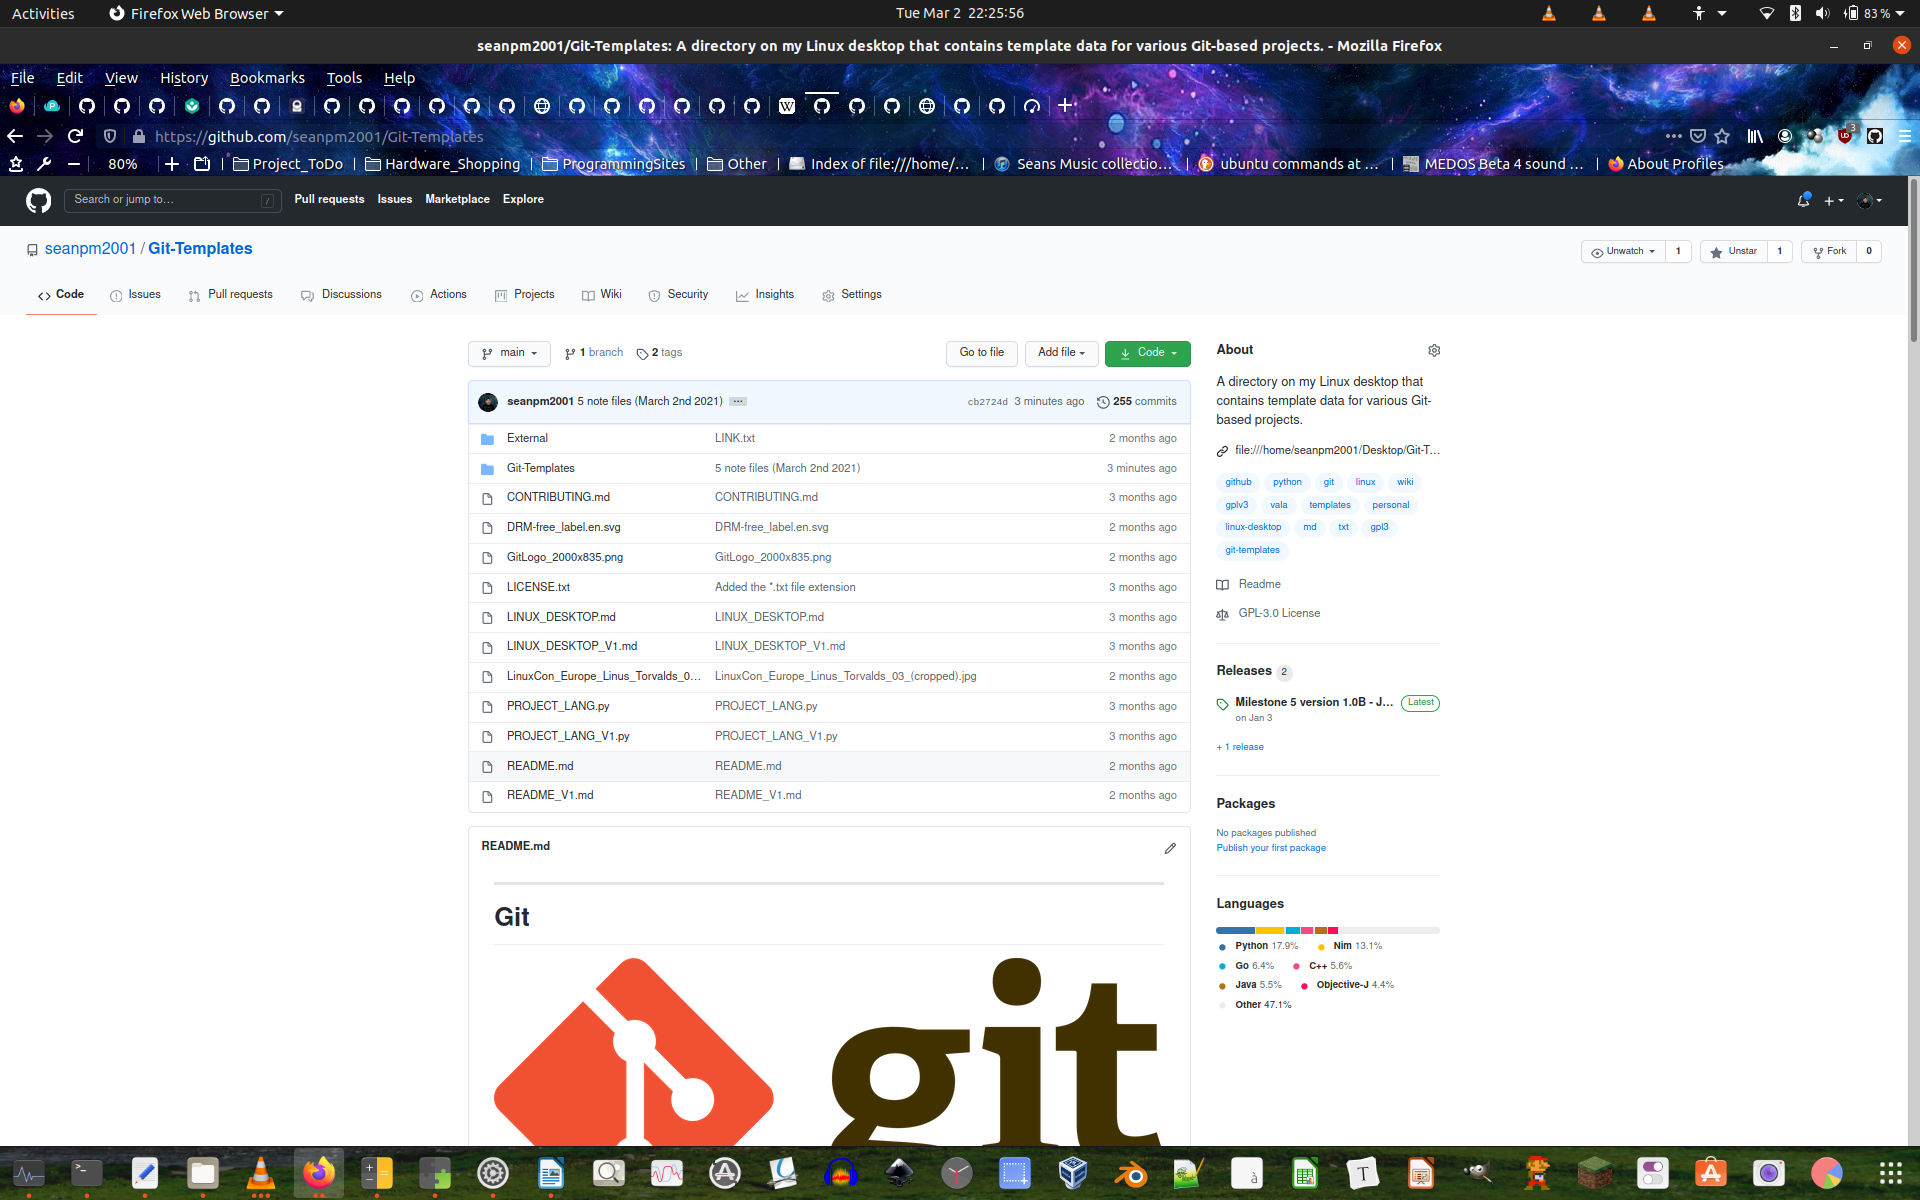 Activities Firefox Web Browser Tue Mar 2 22:25:56 83 %
seanpm2001/Git-Templates: A directory on my Linux desktop that contains template data for various Git-based projects. - Mozilla Firefox
File Edit View History Bookmarks Tools Help
https://github.com/seanpm2001/Git-Templates 3
80% Project_ToDo Hardware_Shopping ProgrammingSites Other Index of file:///home/… Seans Music collectio… ubuntu commands at … MEDOS Beta 4 sound … About Profiles
Search or jump to… / Pull requests Issues Marketplace Explore
seanpm2001 / Git-Templates Unwatch 1 Unstar 1 Fork 0
Code Issues Pull requests Discussions Actions Projects Wiki Security Insights Settings
main 1 branch 2 tags Go to file Add file Code
seanpm2001 5 note files (March 2nd 2021) ... cb2724d 3 minutes ago 255 commits
External LINK.txt 2 months ago
Git-Templates 5 note files (March 2nd 2021) 3 minutes ago
CONTRIBUTING.md CONTRIBUTING.md 3 months ago
DRM-free_label.en.svg DRM-free_label.en.svg 2 months ago
GitLogo_2000x835.png GitLogo_2000x835.png 2 months ago
LICENSE.txt Added the *.txt file extension 3 months ago
LINUX_DESKTOP.md LINUX_DESKTOP.md 3 months ago
LINUX_DESKTOP_V1.md LINUX_DESKTOP_V1.md 3 months ago
LinuxCon_Europe_Linus_Torvalds_0… LinuxCon_Europe_Linus_Torvalds_03_(cropped).jpg 2 months ago
PROJECT_LANG.py PROJECT_LANG.py 3 months ago
PROJECT_LANG_V1.py PROJECT_LANG_V1.py 3 months ago
README.md README.md 2 months ago
README_V1.md README_V1.md 2 months ago
README.md
Git
git
About
A directory on my Linux desktop that
contains template data for various Git-
based projects.
file:///home/seanpm2001/Desktop/Git-T…
github python git linux wiki
gplv3 vala templates personal
linux-desktop md txt gpl3
git-templates
Readme
GPL-3.0 License
Releases 2
Milestone 5 version 1.0B - J… Latest
on Jan 3
+ 1 release
Packages
No packages published
Publish your first package
Languages
Python 17.9% Nim 13.1%
Go 6.4% C++ 5.6%
Java 5.5% Objective-J 4.4%
Other 47.1%